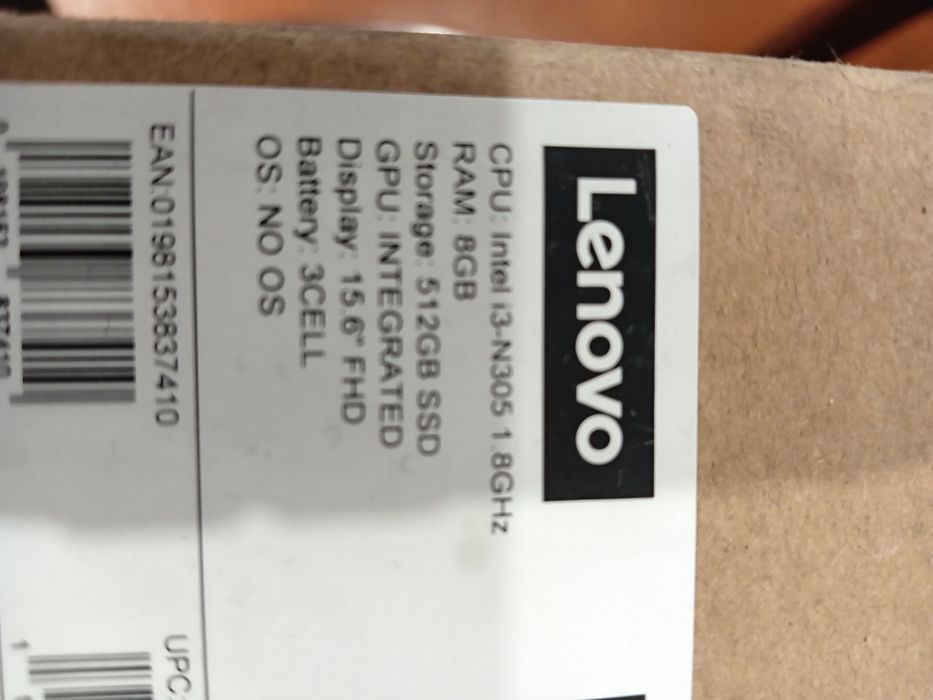 Lenovo
CPU: Intel i3-N305 1.8GHz
RAM: 8GB
Storage: 512GB SSD
GPU: INTEGRATED
Display: 15.6" FHD
Battery: 3CELL
OS: NO OS
EAN:0198153837410
UPC:
1